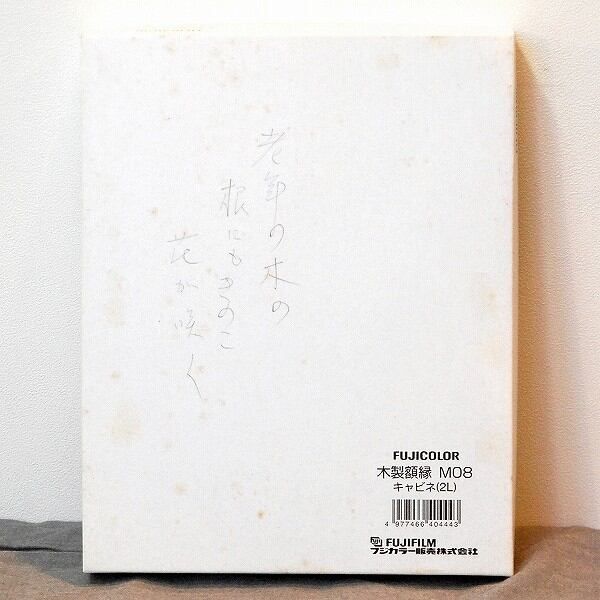 老年の木の
根にもきのこ
花が咲く
FUJICOLOR
木製額縁 M08
キャビネ(2L)
4 977466 404443
FUJIFILM
フジカラー販売株式会社